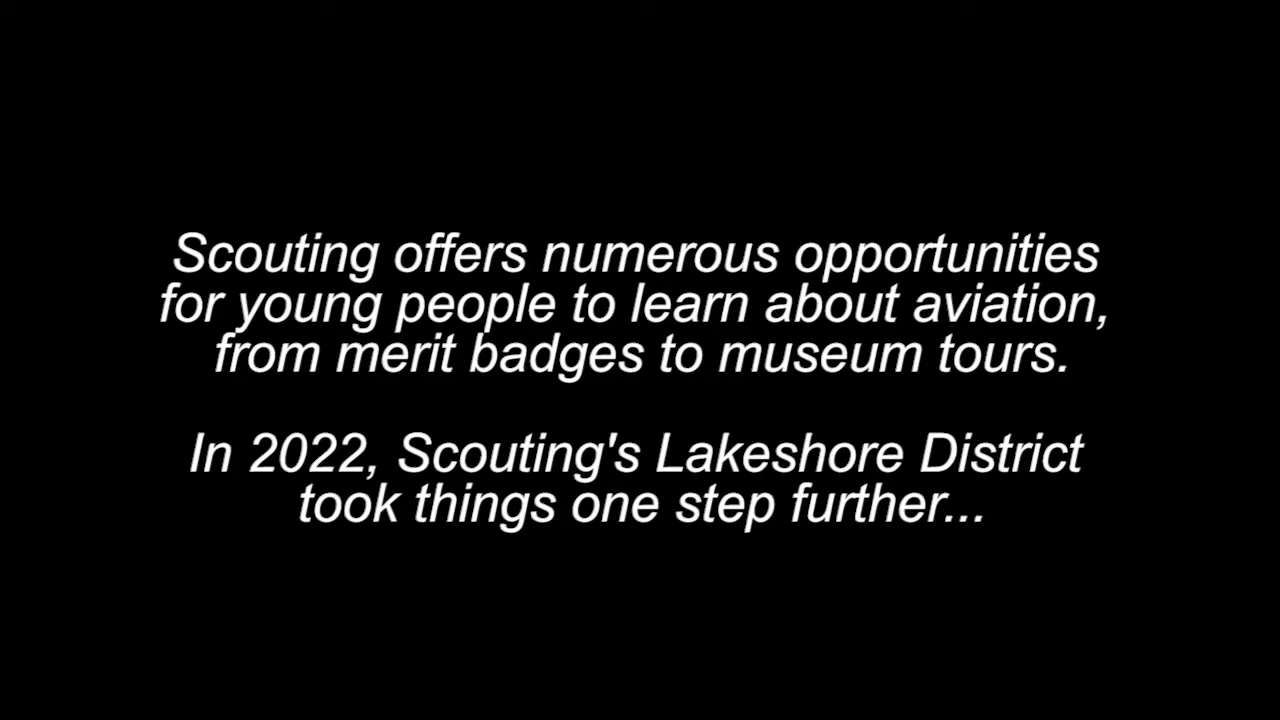 Scouting offers numerous opportunities
for young people to learn about aviation,
from merit badges to museum tours.
In 2022, Scouting's Lakeshore District
took things one step further...